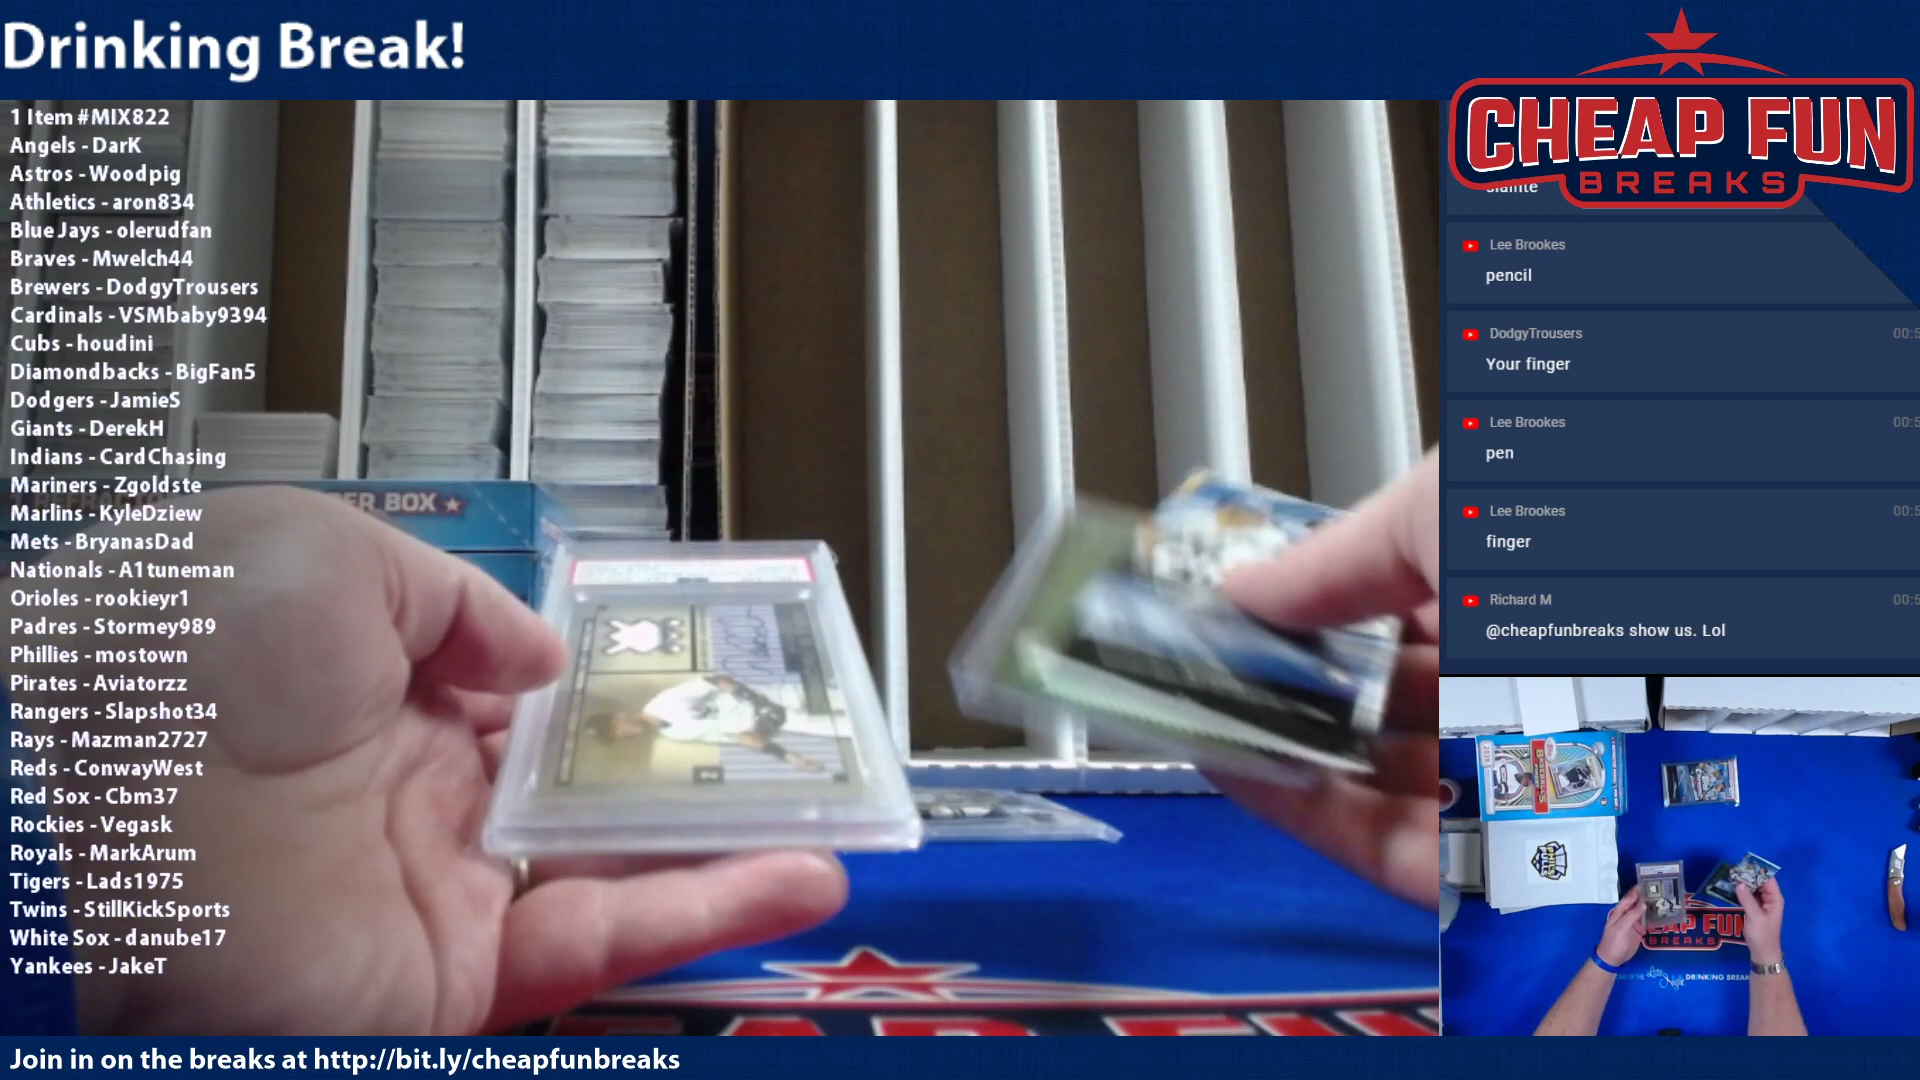 Drinking Break!
1 Item #MIX822
Angels - DarK
Astros - Woodpig
Athletics - aron834
Blue Jays - olerudfan
Braves - Mwelch44
Brewers - DodgyTrousers
Cardinals - VSMbaby9394
Cubs - houdini
Diamondbacks - BigFan5
Dodgers - JamieS
Giants - DerekH
Indians - CardChasing
Mariners - Zgoldste
Marlins - KyleDziew
Mets - BryanasDad
Nationals - A1tuneman
Orioles - rookieyr1
Padres - Stormey989
Phillies - mostown
Pirates - Aviatorzz
Rangers - Slapshot34
Rays - Mazman2727
Reds - ConwayWest
Red Sox - Cbm37
Rockies - Vegask
Royals - MarkArum
Tigers - Lads1975
Twins - StillKickSports
White Sox - danube17
Yankees - JakeT
BOX
CHEAP FUN
BREAKS
Lee Brookes
pencil
DodgyTrousers
Your finger
Lee Brookes
pen
Lee Brookes
finger
Richard M
@cheapfunbreaks show us. Lol
FUN
BREAKS
DRINKING BREAK
Join in on the breaks at http://bit.ly/cheapfunbreaks